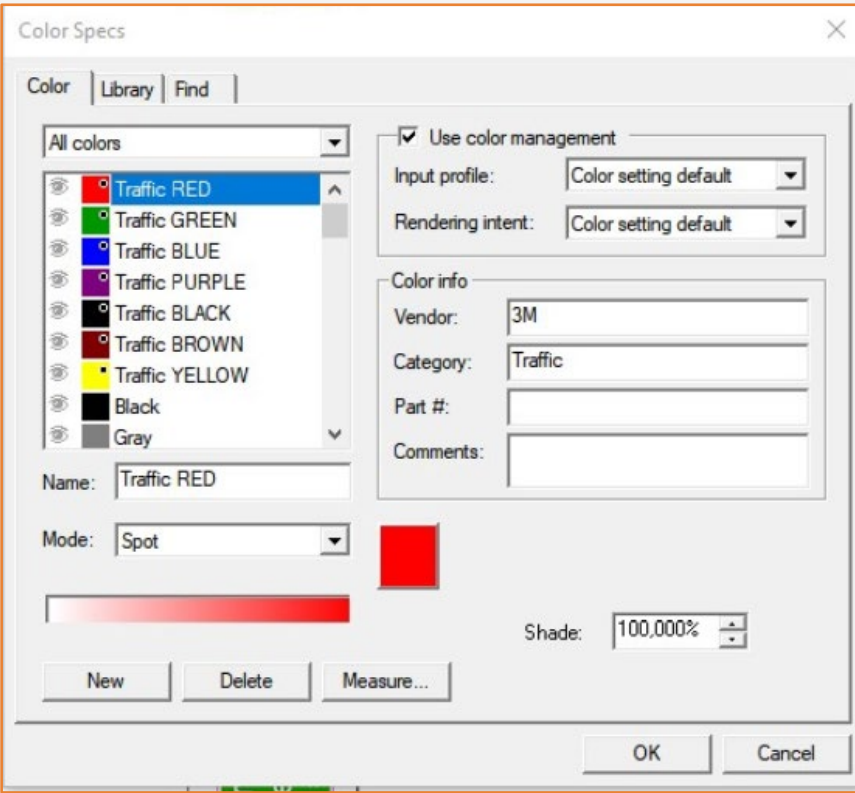 Color Specs
Color Library Find
All colors
Traffic RED
Traffic GREEN
Traffic BLUE
Traffic PURPLE
Traffic BLACK
Traffic BROWN
Traffic YELLOW
Black
Gray
Name: Traffic RED
Mode: Spot
New Delete Measure...
Use color management
Input profile: Color setting default
Rendering intent: Color setting default
Color info
Vendor: 3M
Category: Traffic
Part #:
Comments:
Shade: 100,000%
OK Cancel